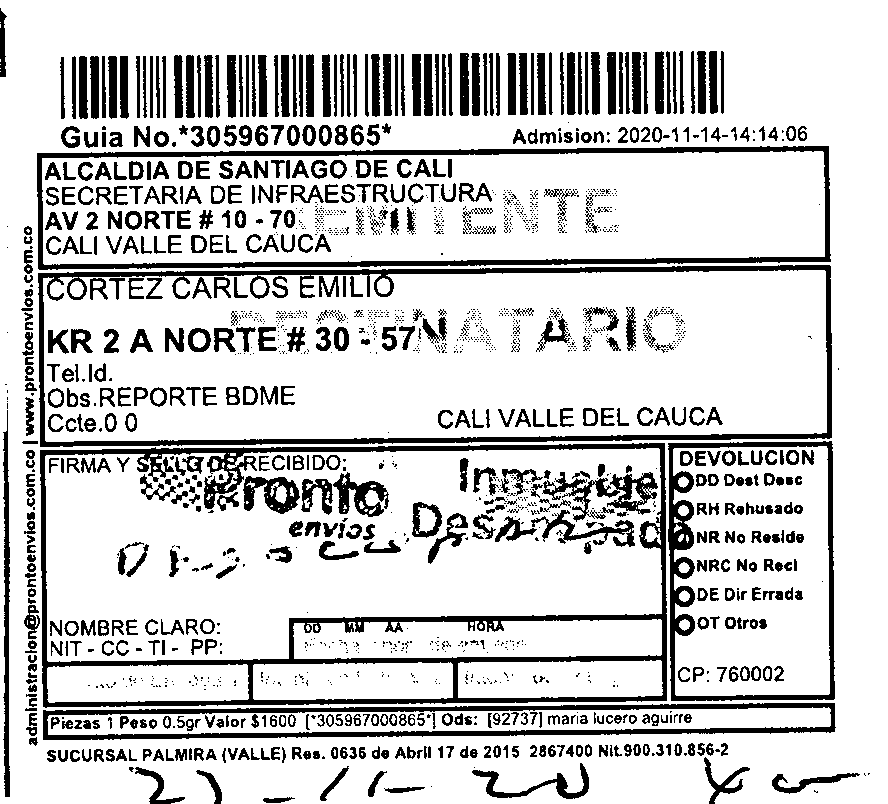 Guia No.*305967000865*
Admision: 2020-11-14-14:14:06
ALCALDIA DE SANTIAGO DE CALI
SECRETARIA DE INFRAESTRUCTURA
REMITENTE
AV 2 NORTE # 10 - 70
CALI VALLE DEL CAUCA
CORTEZ CARLOS EMILIO
DESTINATARIO
KR 2 A NORTE # 30 - 57
Tel.Id.
Obs.REPORTE BDME
Ccte.0 0
CALI VALLE DEL CAUCA
administracion@prontoenvios.com.co | www.prontoenvios.com.co
FIRMA Y SELLO DE RECIBIDO:
Pronto
envíos
Inmueble
Desocupado
DEVOLUCION
DD Dest Desc
RH Rehusado
NR No Reside
NRC No Recl
DE Dir Errada
OT Otros
CP: 760002
NOMBRE CLARO:
NIT - CC - TI - PP:
DD MM AA HORA
Piezas 1 Peso 0.5gr Valor $1600 [*305967000865*] Ods: [92737] maria lucero aguirre
SUCURSAL PALMIRA (VALLE) Res. 0636 de Abril 17 de 2015 2867400 Nit.900.310.856-2